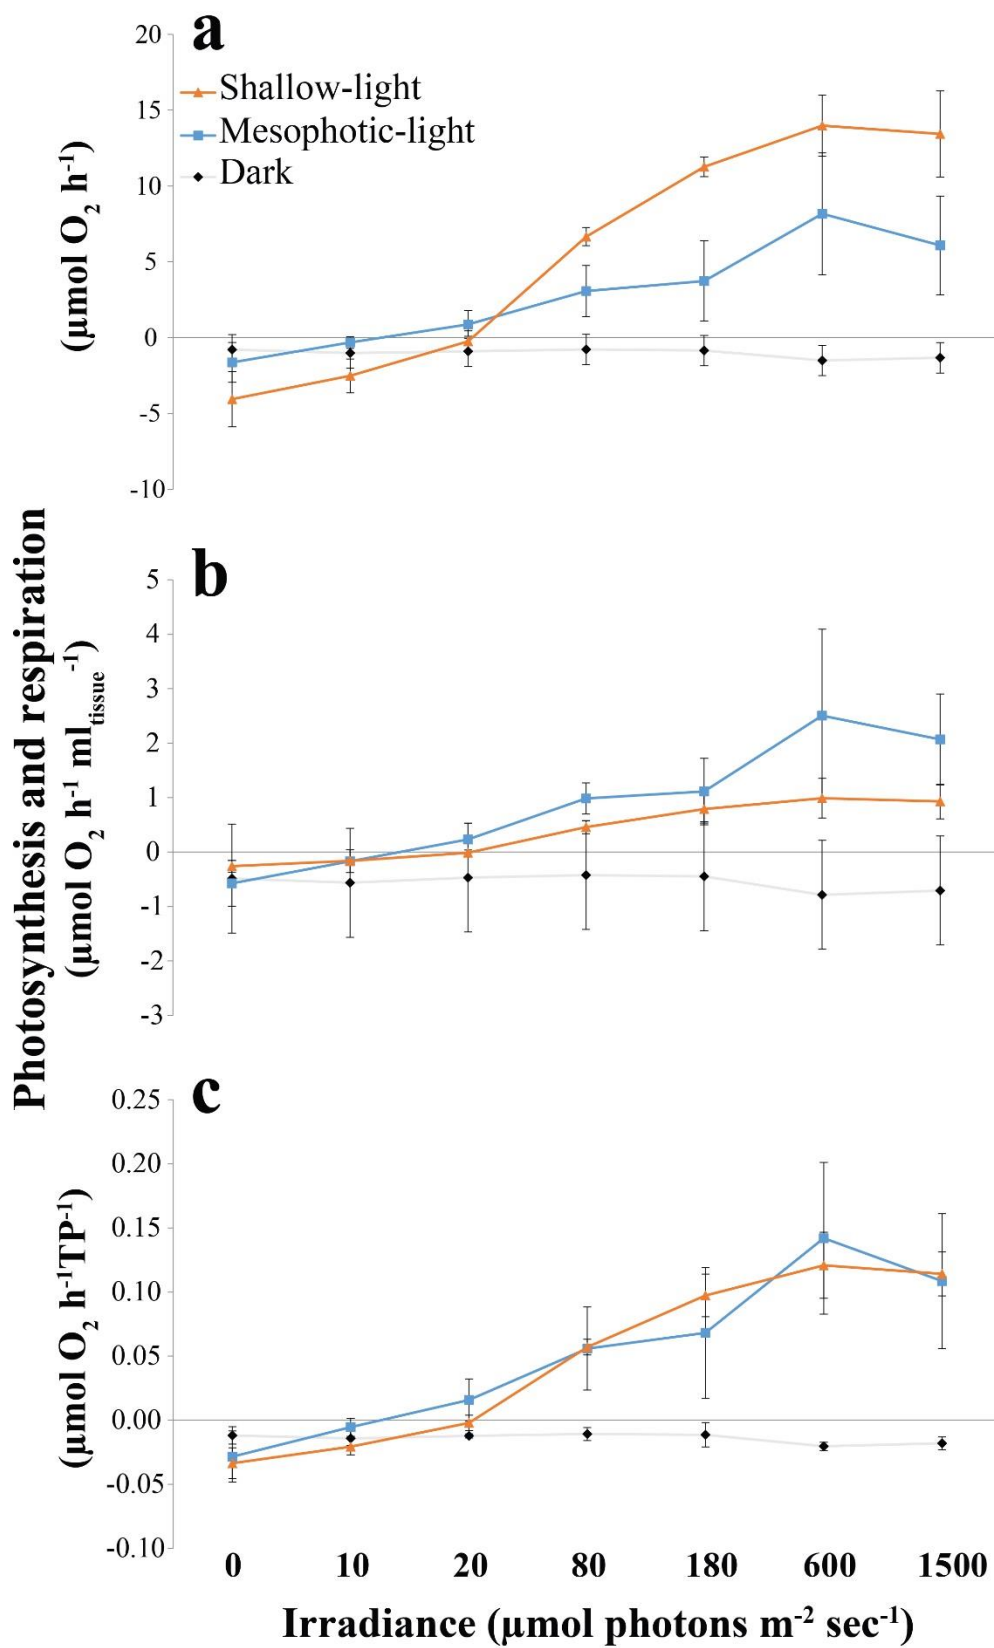 a
20
15
10
5
0
-5
-10
Shallow-light
Mesophotic-light
Dark
(µmol O₂ h⁻¹)
Photosynthesis and respiration
b
5
4
3
2
1
0
-1
-2
-3
(µmol O₂ h⁻¹ ml_tissue⁻¹)
c
0.25
0.20
0.15
0.10
0.05
0.00
-0.05
-0.10
(µmol O₂ h⁻¹TP⁻¹)
0 10 20 80 180 600 1500
Irradiance (µmol photons m⁻² sec⁻¹)